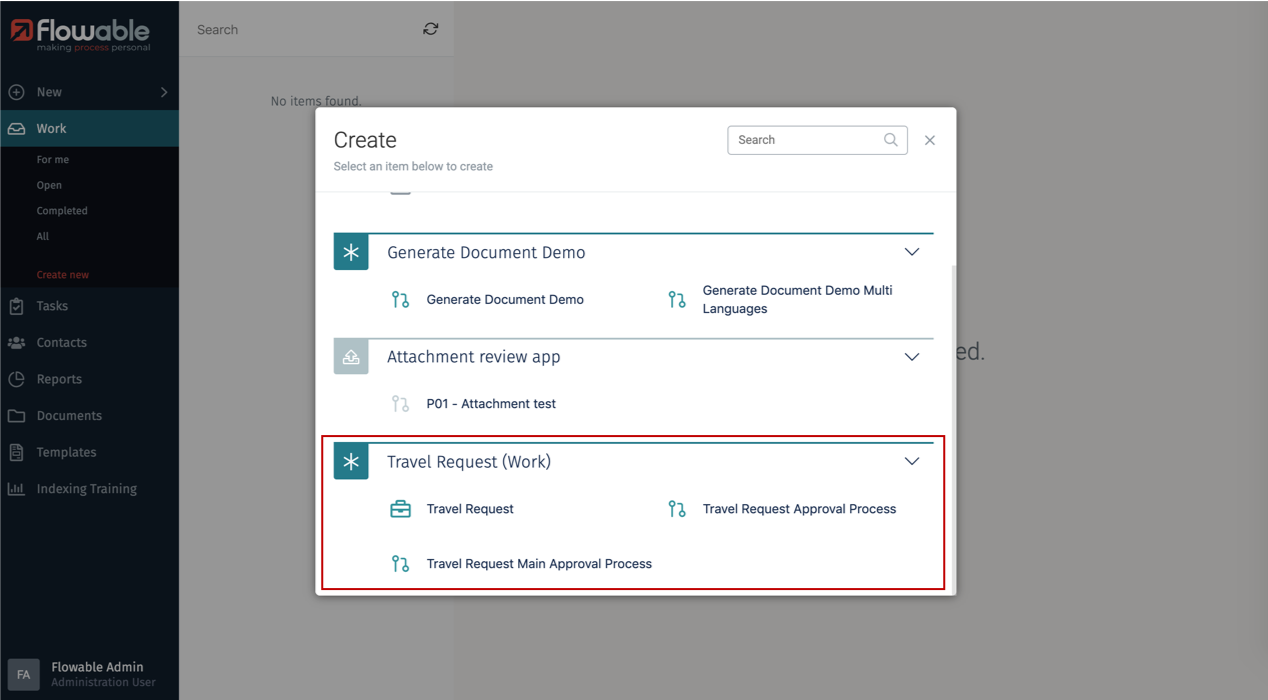 Flowable
making process personal
New
Work
For me
Open
Completed
All
Create new
Tasks
Contacts
Reports
Documents
Templates
Indexing Training
FA
Flowable Admin
Administration User
Search
No items found.
Create
Search
Select an item below to create
Generate Document Demo
Generate Document Demo
Generate Document Demo Multi
Languages
Attachment review app
P01 - Attachment test
Travel Request (Work)
Travel Request
Travel Request Approval Process
Travel Request Main Approval Process
ed.